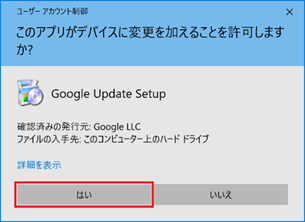 ユーザー アカウント制御
このアプリがデバイスに変更を加えることを許可します
か?
Google Update Setup
確認済みの発行元: Google LLC
ファイルの入手先: このコンピューター上のハード ドライブ
詳細を表示
はい
いいえ